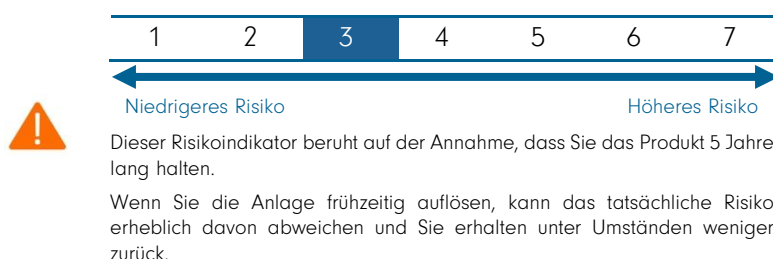 1 2 3 4 5 6 7
Niedrigeres Risiko Höheres Risiko
Dieser Risikoindikator beruht auf der Annahme, dass Sie das Produkt 5 Jahre
lang halten.
Wenn Sie die Anlage frühzeitig auflösen, kann das tatsächliche Risiko
erheblich davon abweichen und Sie erhalten unter Umständen weniger
zurück.